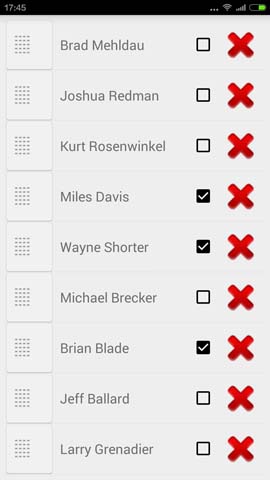 17:45
Brad Mehldau
Joshua Redman
Kurt Rosenwinkel
Miles Davis
Wayne Shorter
Michael Brecker
Brian Blade
Jeff Ballard
Larry Grenadier